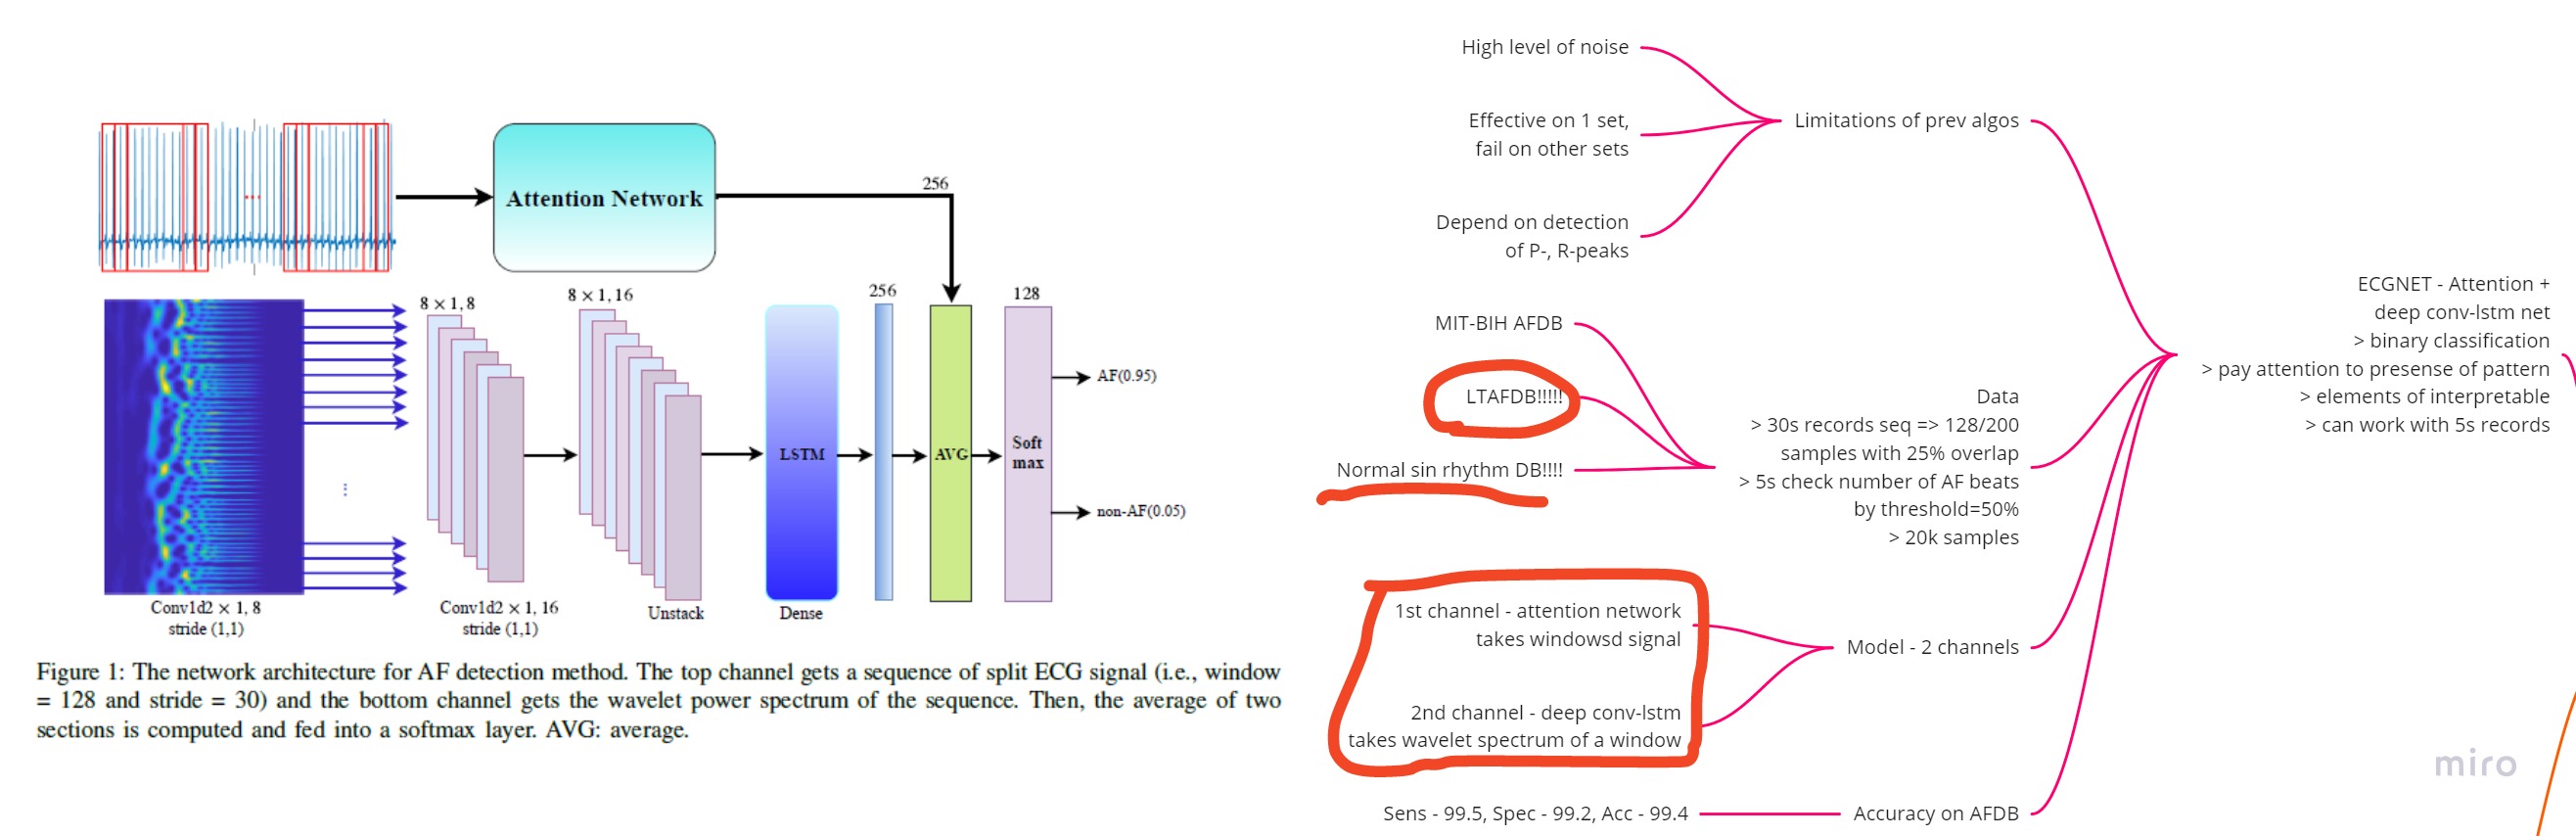 Attention Network
256
8 × 1, 8
8 × 1, 16
256
128
LSTM
AVG
Soft
max
AF(0.95)
non-AF(0.05)
Conv1d2 × 1, 8
stride (1,1)
Conv1d2 × 1, 16
stride (1,1)
Unstack
Dense
Figure 1: The network architecture for AF detection method. The top channel gets a sequence of split ECG signal (i.e., window
= 128 and stride = 30) and the bottom channel gets the wavelet power spectrum of the sequence. Then, the average of two
sections is computed and fed into a softmax layer. AVG: average.
High level of noise
Effective on 1 set,
fail on other sets
Depend on detection
of P-, R-peaks
Limitations of prev algos
MIT-BIH AFDB
LTAFDB!!!!!
Normal sin rhythm DB!!!!
Data
> 30s records seq => 128/200
samples with 25% overlap
> 5s check number of AF beats
by threshold=50%
> 20k samples
1st channel - attention network
takes windowsd signal
2nd channel - deep conv-lstm
takes wavelet spectrum of a window
Model - 2 channels
Sens - 99.5, Spec - 99.2, Acc - 99.4
Accuracy on AFDB
ECGNET - Attention +
deep conv-lstm net
> binary classification
> pay attention to presense of pattern
> elements of interpretable
> can work with 5s records
miro